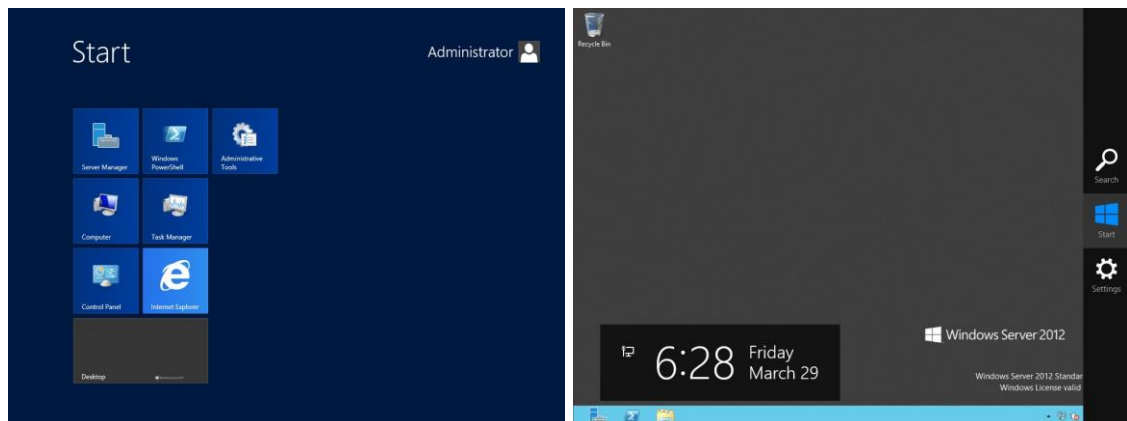 Start
Administrator
Server Manager
Windows PowerShell
Administrative Tools
Computer
Task Manager
Control Panel
Internet Explorer
Desktop
Recycle Bin
Search
Start
Settings
Windows Server 2012
6:28
Friday
March 29
Windows Server 2012 Standar
Windows License valid